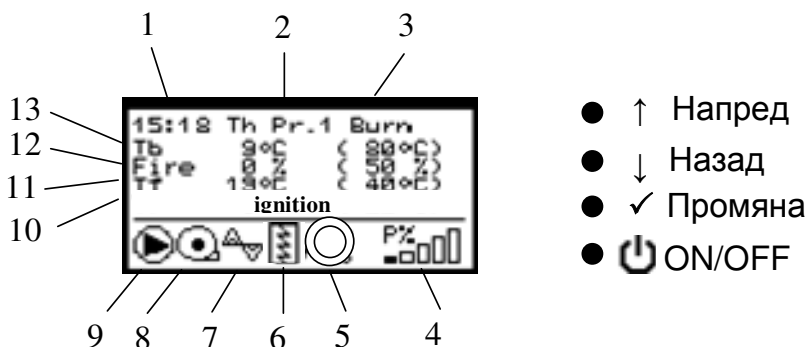 1 2 3
13
12
11
10
15:18 Th Pr.1 Burn
Tb 9°C ( 80°C)
Fire 0 % ( 50 %)
Tf 19°C ( 40°C)
ignition
P%
9 8 7 6 5 4
↑ Напред
↓ Назад
✓ Промяна
ON/OFF